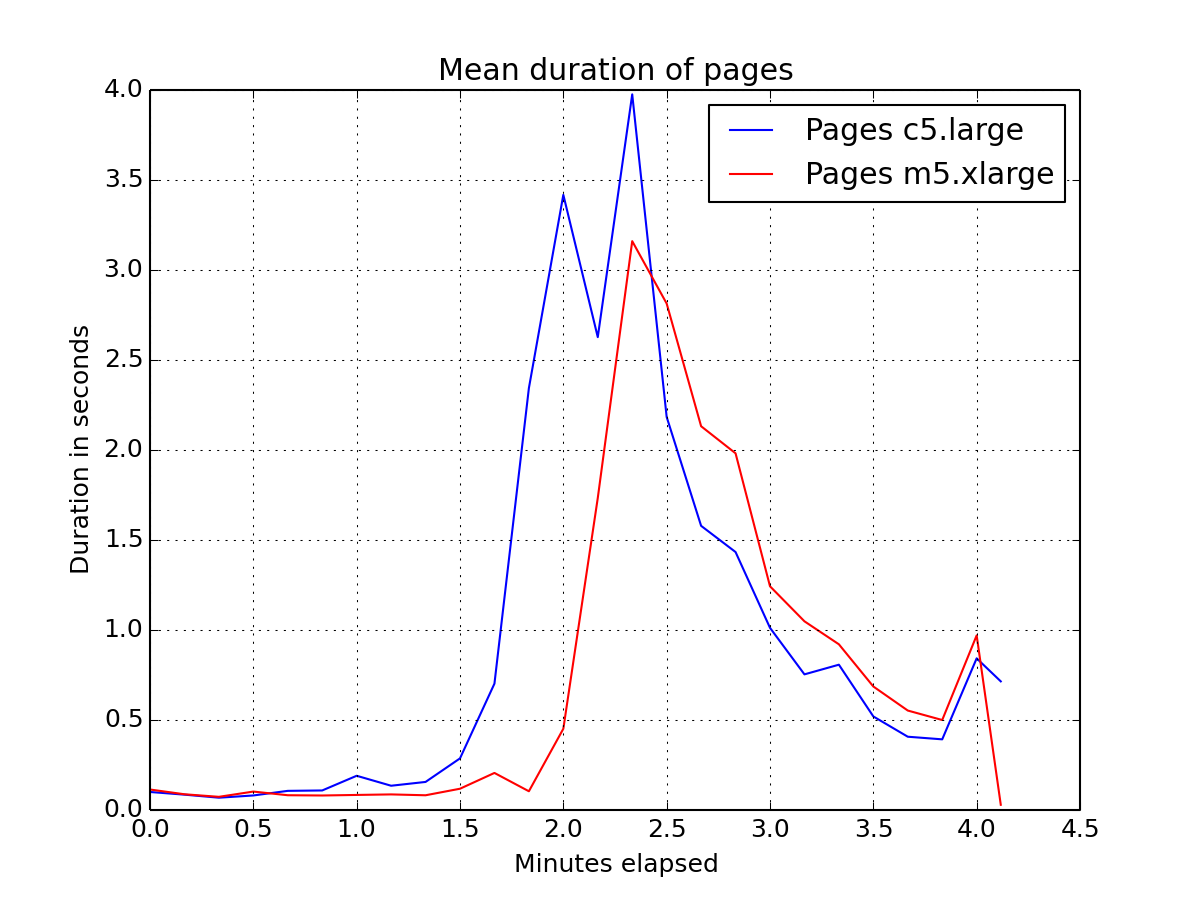 Mean duration of pages
Pages c5.large
Pages m5.xlarge
4.0
3.5
3.0
2.5
2.0
1.5
1.0
0.5
0.0
Duration in seconds
0.0 0.5 1.0 1.5 2.0 2.5 3.0 3.5 4.0 4.5
Minutes elapsed